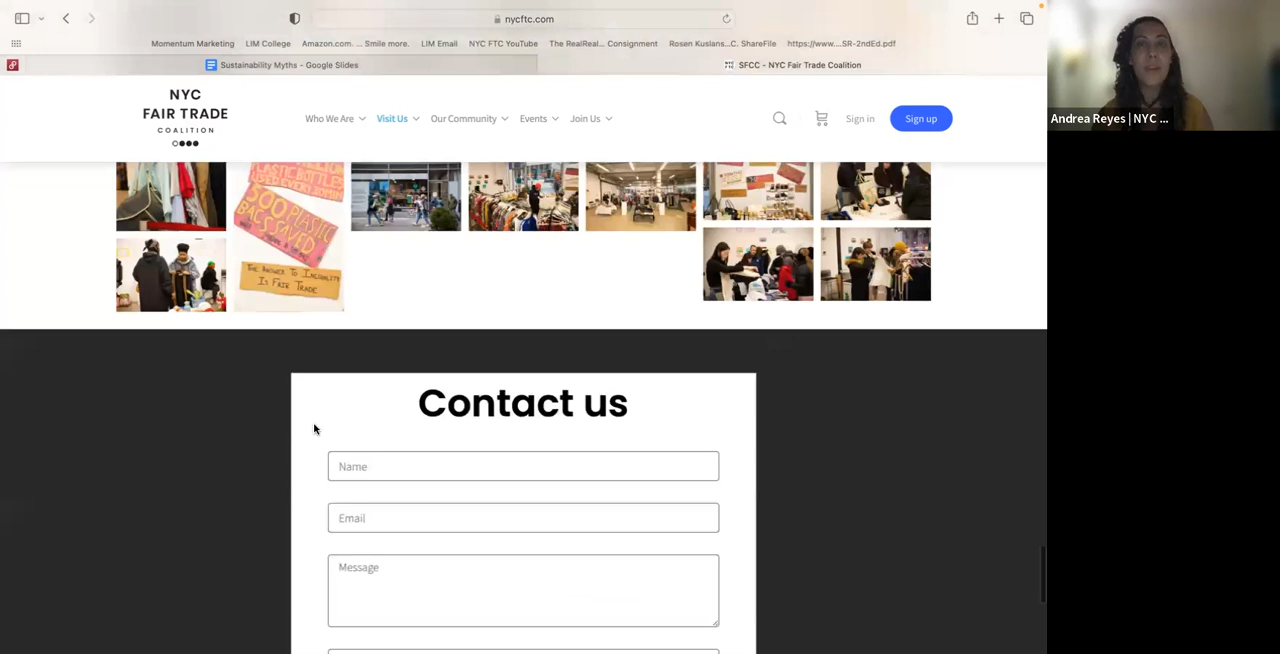 nycftc.com
Momentum Marketing LIM College Amazon.com. ... Smile more. LIM Email NYC FTC YouTube The RealReal... Consignment Rosen Kuslans...C. ShareFile https://www....SR-2ndEd.pdf
Sustainability Myths - Google Slides
SFCC - NYC Fair Trade Coalition
NYC
FAIR TRADE
COALITION
Who We Are Visit Us Our Community Events Join Us Sign in Sign up
Andrea Reyes | NYC ...
500 PLASTIC
BAGS SAVED
THE ANSWER TO
IS FAIR TRADE
Contact us
Name
Email
Message